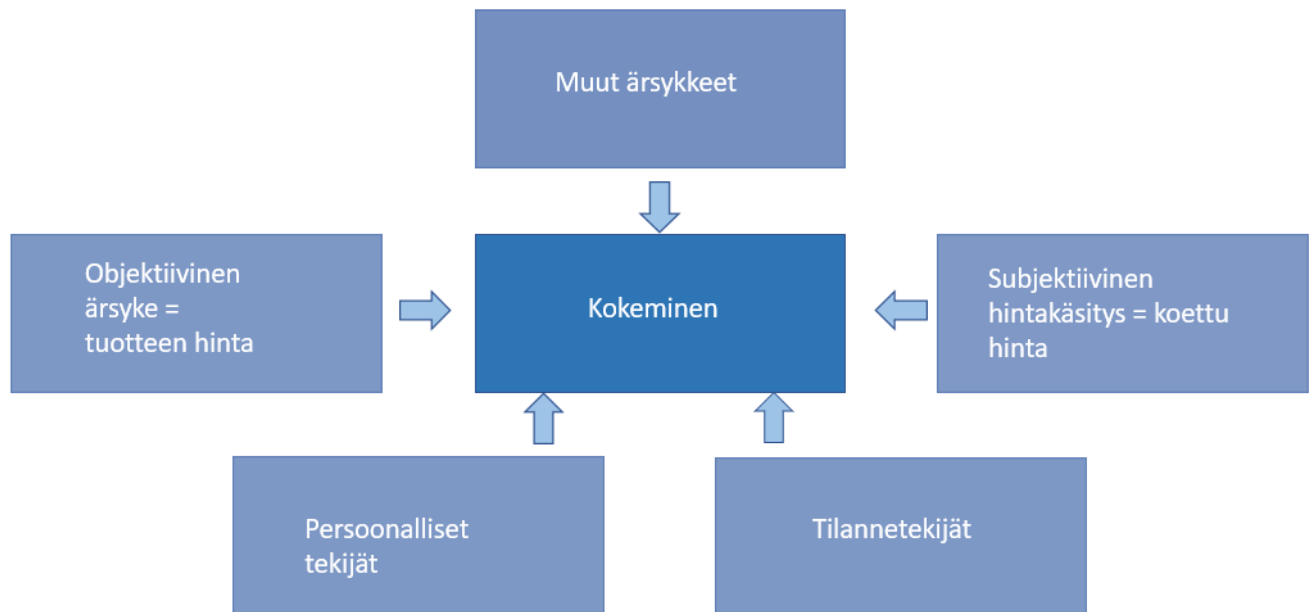 Muut ärsykkeet
Objektiivinen
ärsyke =
tuotteen hinta
Kokeminen
Subjektiivinen
hintakäsitys = koettu
hinta
Persoonalliset
tekijät
Tilannetekijät